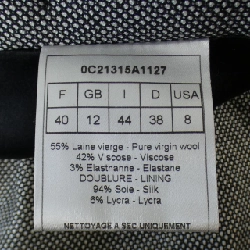 0C21315A1127
F GB I D USA
40 12 44 38 8
55% Laine vierge - Pure virgin wool
42% Viscose - Viscose
3% Elasthanne - Elastane
DOUBLURE - LINING
94% Soie - Silk
6% Lycra - Lycra
NETTOYAGE A SEC UNIQUEMENT